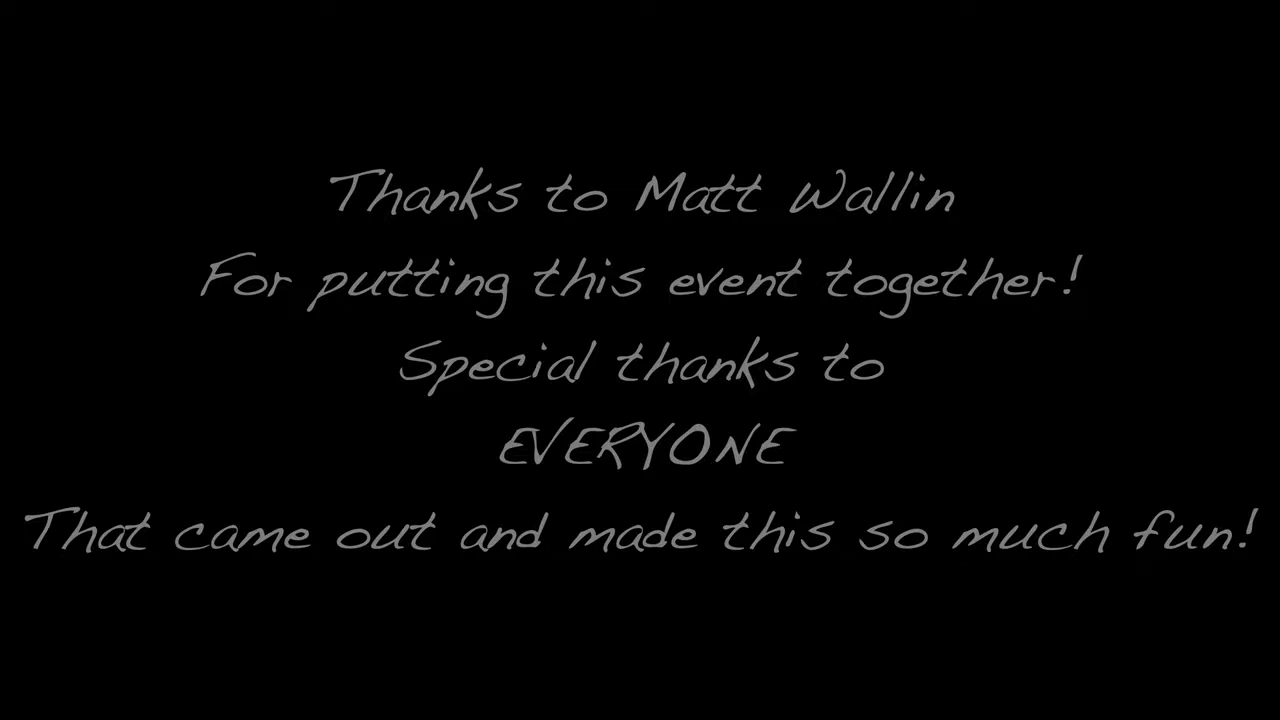 Thanks to Matt Wallin
For putting this event together!
Special thanks to
EVERYONE
That came out and made this so much fun!